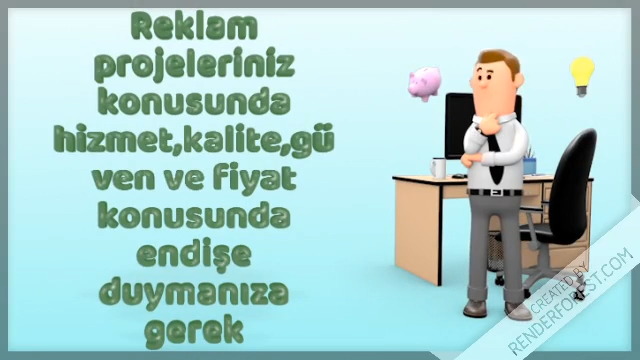 Reklam
projeleriniz
konusunda
hizmet,kalite,gü
ven ve fiyat
konusunda
endişe
duymanıza
gerek
CREATED BY
RENDERFOREST.COM